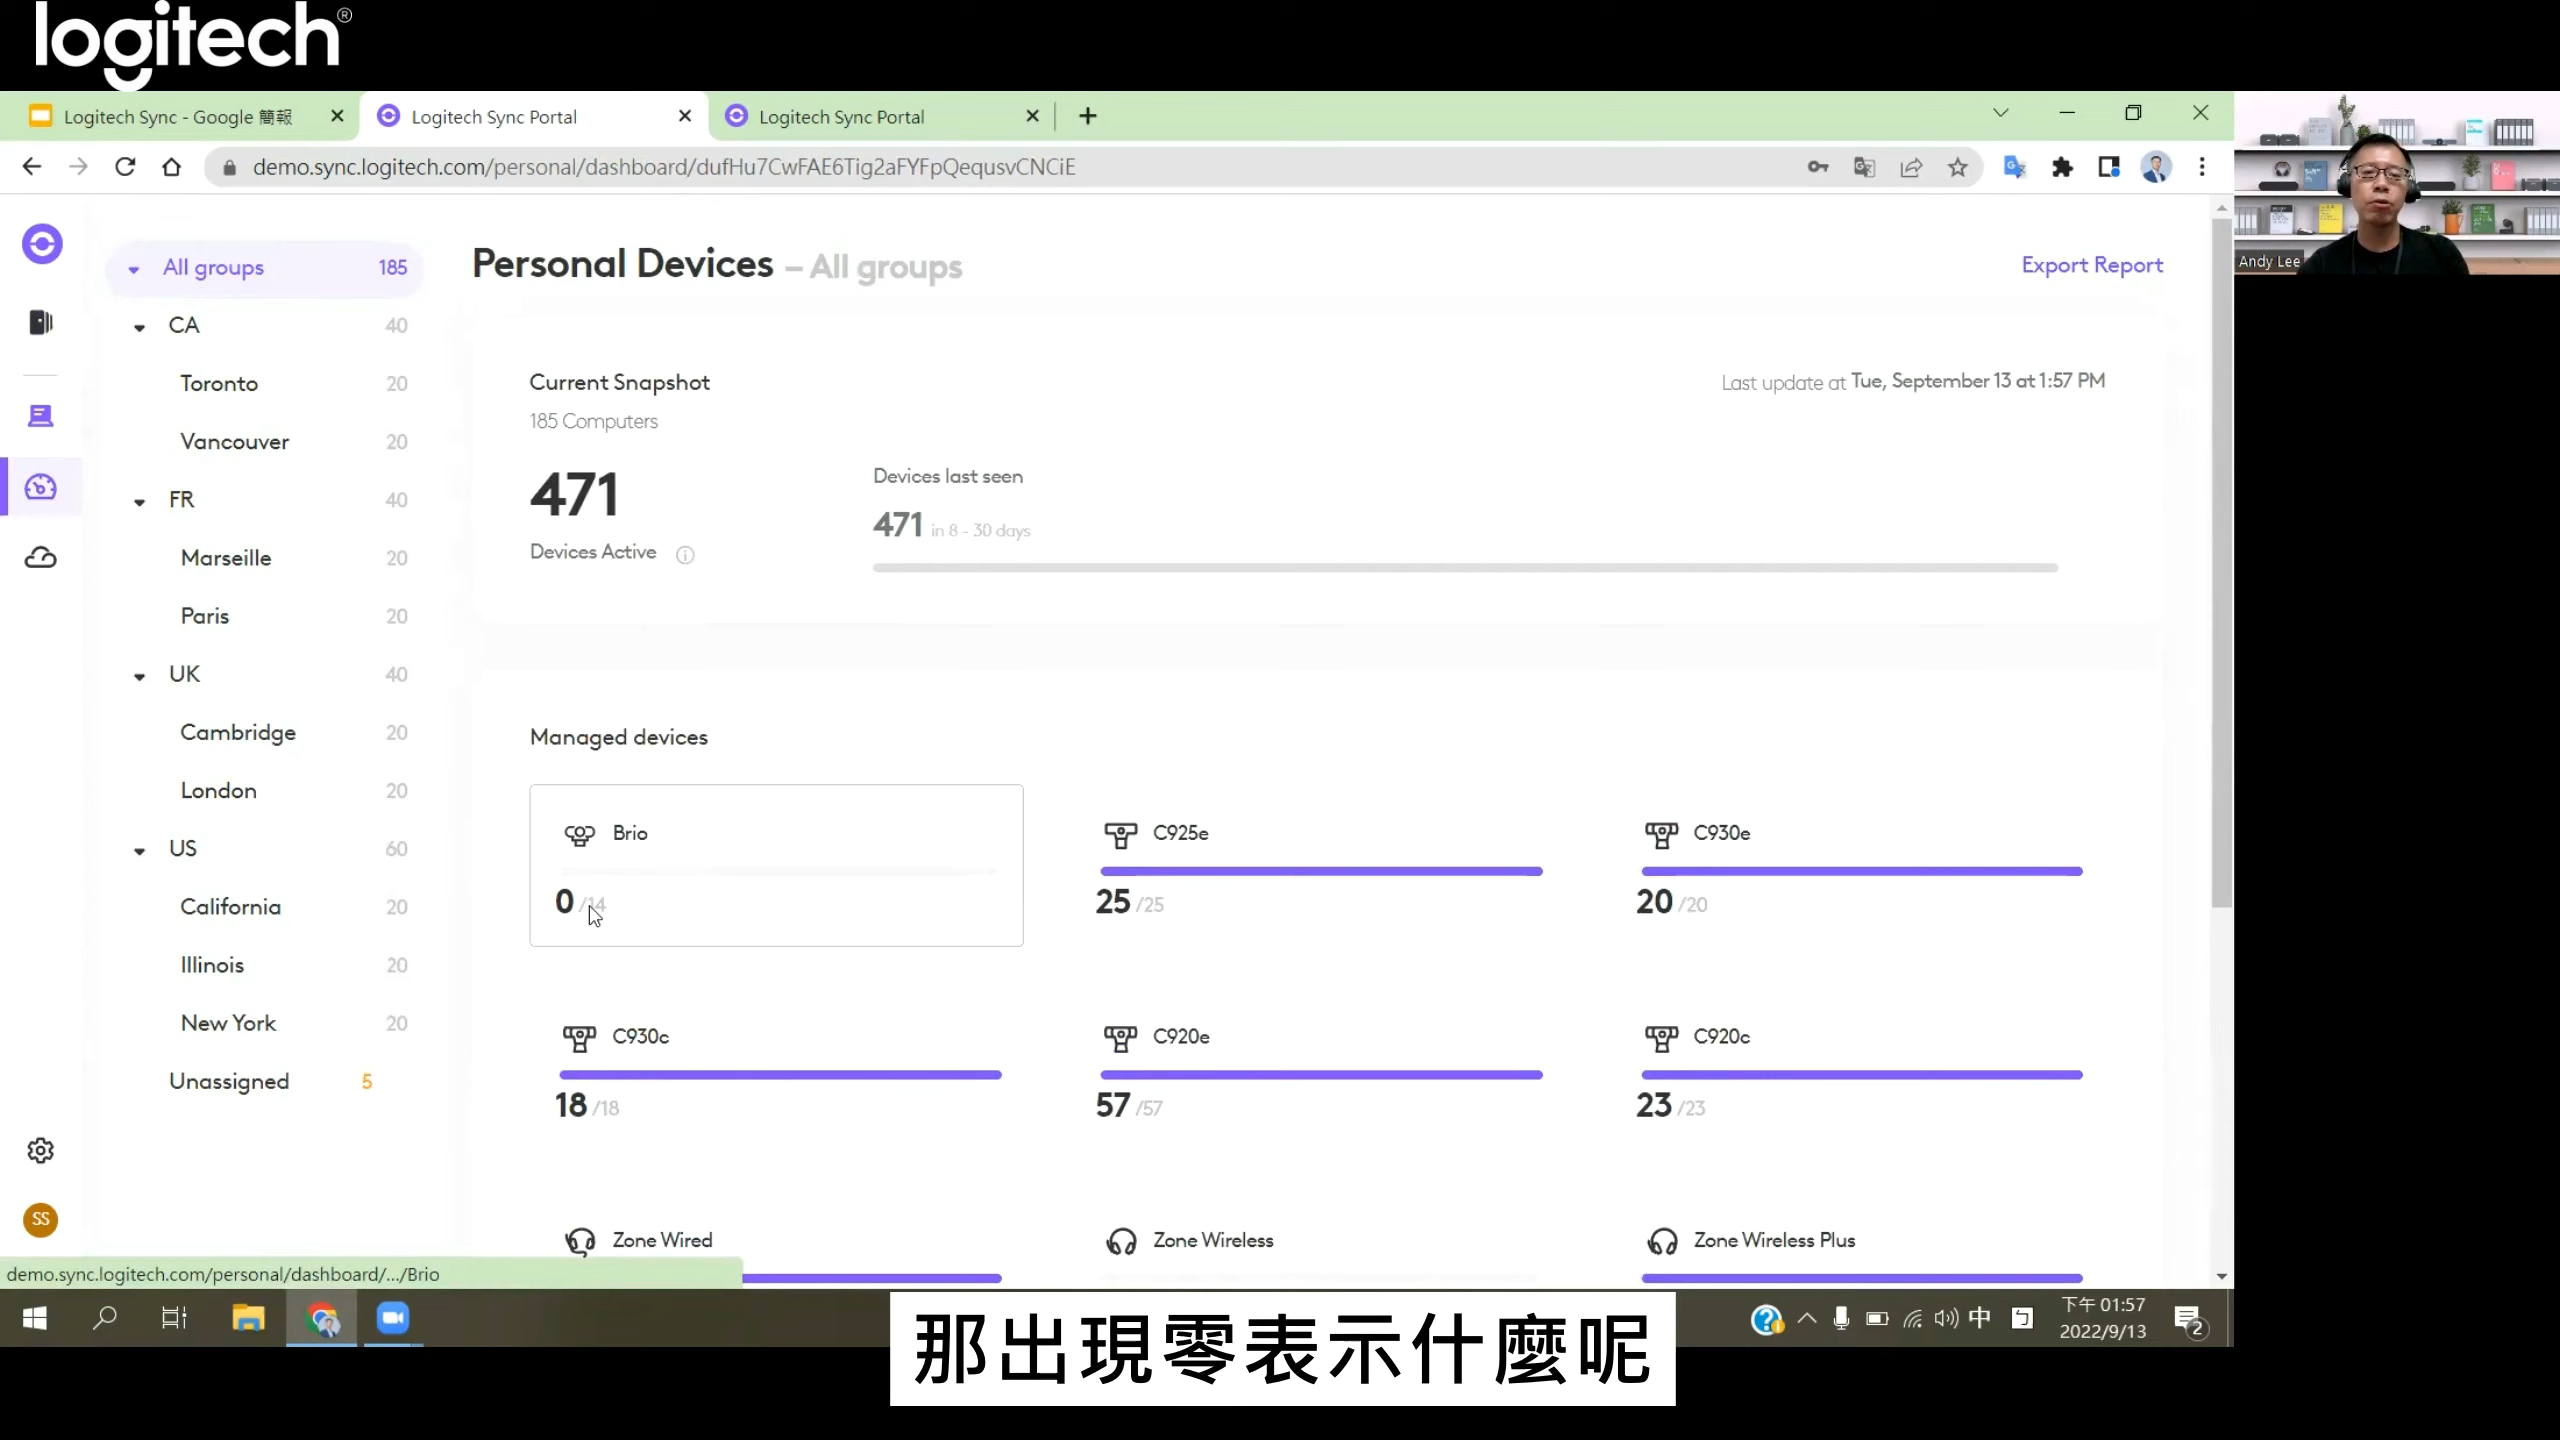 logitech®
Logitech Sync - Google 簡報
Logitech Sync Portal
Logitech Sync Portal
demo.sync.logitech.com/personal/dashboard/dufHu7CwFAE6Tig2aFYFpQequsvCNCiE
Andy Lee
All groups 185
CA 40
Toronto 20
Vancouver 20
FR 40
Marseille 20
Paris 20
UK 40
Cambridge 20
London 20
US 60
California 20
Illinois 20
New York 20
Unassigned 5
SS
Personal Devices – All groups
Export Report
Current Snapshot
Last update at Tue, September 13 at 1:57 PM
185 Computers
471
Devices Active
Devices last seen
471 in 8 - 30 days
Managed devices
Brio
0 /14
C925e
25 /25
C930e
20 /20
C930c
18 /18
C920e
57 /57
C920c
23 /23
Zone Wired
Zone Wireless
Zone Wireless Plus
demo.sync.logitech.com/personal/dashboard/.../Brio
中
ㄅ
下午 01:57
2022/9/13
2
那出現零表示什麼呢